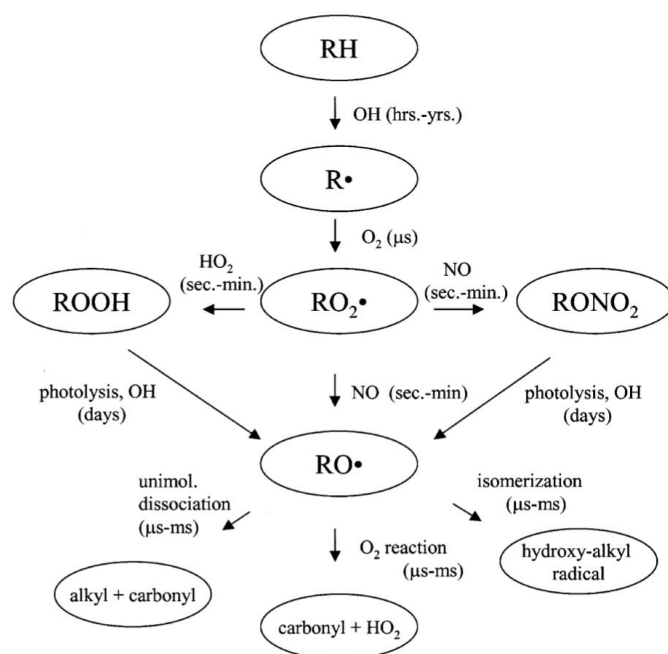 RH
OH (hrs.-yrs.)
R•
O₂ (μs)
HO₂
(sec.-min.)
NO
(sec.-min.)
ROOH
RO₂•
RONO₂
photolysis, OH
(days)
NO (sec.-min)
photolysis, OH
(days)
RO•
unimol.
dissociation
(μs-ms)
isomerization
(μs-ms)
O₂ reaction
(μs-ms)
hydroxy-alkyl
radical
alkyl + carbonyl
carbonyl + HO₂